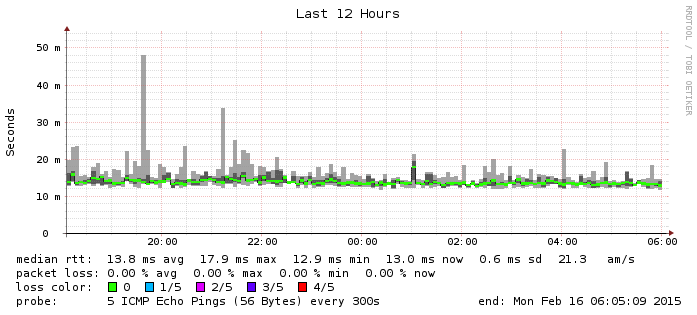 Last 12 Hours
RRDTOOL / TOBI OETIKER
Seconds
50 m
40 m
30 m
20 m
10 m
0
20:00 22:00 00:00 02:00 04:00 06:00
median rtt: 13.8 ms avg 17.9 ms max 12.9 ms min 13.0 ms now 0.6 ms sd 21.3 am/s
packet loss: 0.00 % avg 0.00 % max 0.00 % min 0.00 % now
loss color: 0 1/5 2/5 3/5 4/5
probe: 5 ICMP Echo Pings (56 Bytes) every 300s end: Mon Feb 16 06:05:09 2015